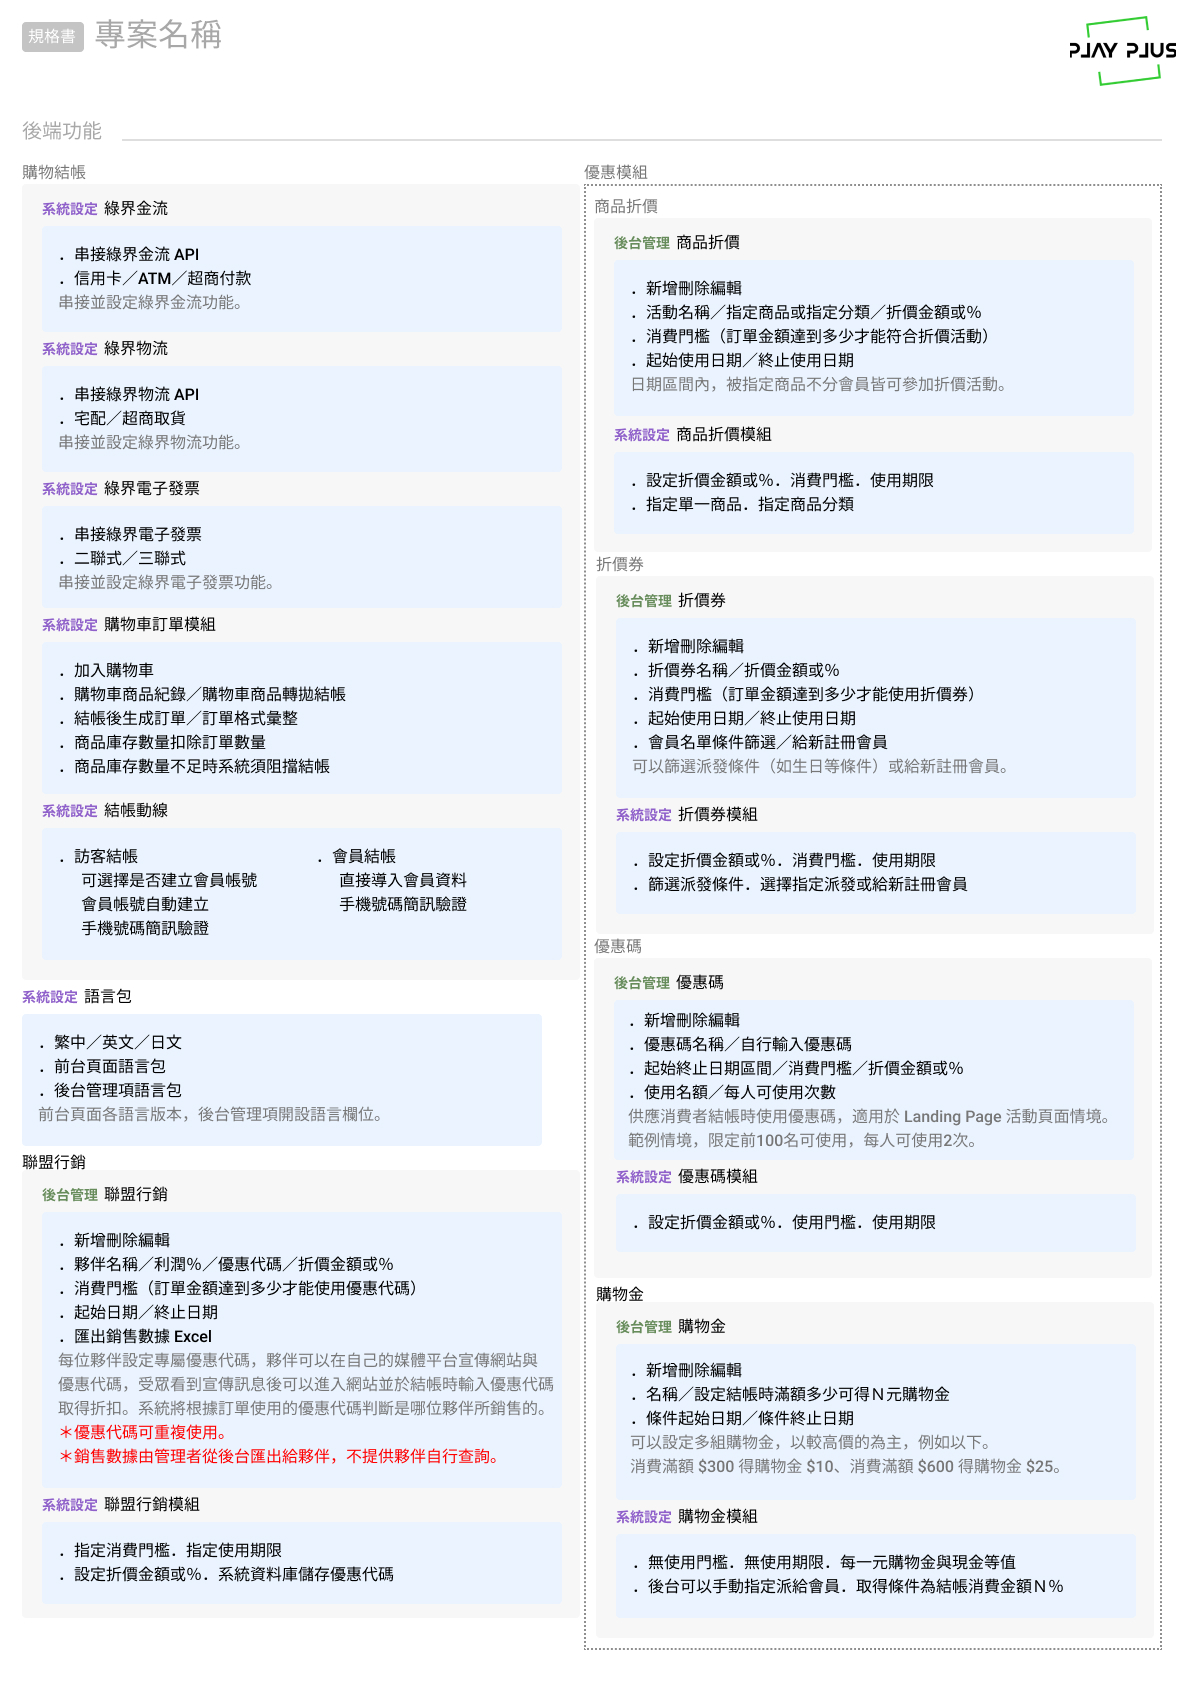 規格書 專案名稱
PLAY PLUS
後端功能
購物結帳
系統設定 綠界金流
．串接綠界金流 API
．信用卡／ATM／超商付款
串接並設定綠界金流功能。
系統設定 綠界物流
．串接綠界物流 API
．宅配／超商取貨
串接並設定綠界物流功能。
系統設定 綠界電子發票
．串接綠界電子發票
．二聯式／三聯式
串接並設定綠界電子發票功能。
系統設定 購物車訂單模組
．加入購物車
．購物車商品紀錄／購物車商品轉拋結帳
．結帳後生成訂單／訂單格式彙整
．商品庫存數量扣除訂單數量
．商品庫存數量不足時系統須阻擋結帳
系統設定 結帳動線
．訪客結帳
可選擇是否建立會員帳號
會員帳號自動建立
手機號碼簡訊驗證
．會員結帳
直接導入會員資料
手機號碼簡訊驗證
系統設定 語言包
．繁中／英文／日文
．前台頁面語言包
．後台管理項語言包
前台頁面各語言版本，後台管理項開設語言欄位。
聯盟行銷
後台管理 聯盟行銷
．新增刪除編輯
．夥伴名稱／利潤％／優惠代碼／折價金額或％
．消費門檻（訂單金額達到多少才能使用優惠代碼）
．起始日期／終止日期
．匯出銷售數據 Excel
每位夥伴設定專屬優惠代碼，夥伴可以在自己的媒體平台宣傳網站與
優惠代碼，受眾看到宣傳訊息後可以進入網站並於結帳時輸入優惠代碼
取得折扣。系統將根據訂單使用的優惠代碼判斷是哪位夥伴所銷售的。
＊優惠代碼可重複使用。
＊銷售數據由管理者從後台匯出給夥伴，不提供夥伴自行查詢。
系統設定 聯盟行銷模組
．指定消費門檻．指定使用期限
．設定折價金額或％．系統資料庫儲存優惠代碼
優惠模組
商品折價
後台管理 商品折價
．新增刪除編輯
．活動名稱／指定商品或指定分類／折價金額或％
．消費門檻（訂單金額達到多少才能符合折價活動）
．起始使用日期／終止使用日期
日期區間內，被指定商品不分會員皆可參加折價活動。
系統設定 商品折價模組
．設定折價金額或％．消費門檻．使用期限
．指定單一商品．指定商品分類
折價券
後台管理 折價券
．新增刪除編輯
．折價券名稱／折價金額或％
．消費門檻（訂單金額達到多少才能使用折價券）
．起始使用日期／終止使用日期
．會員名單條件篩選／給新註冊會員
可以篩選派發條件（如生日等條件）或給新註冊會員。
系統設定 折價券模組
．設定折價金額或％．消費門檻．使用期限
．篩選派發條件．選擇指定派發或給新註冊會員
優惠碼
後台管理 優惠碼
．新增刪除編輯
．優惠碼名稱／自行輸入優惠碼
．起始終止日期區間／消費門檻／折價金額或％
．使用名額／每人可使用次數
供應消費者結帳時使用優惠碼，適用於 Landing Page 活動頁面情境。
範例情境，限定前100名可使用，每人可使用2次。
系統設定 優惠碼模組
．設定折價金額或％．使用門檻．使用期限
購物金
後台管理 購物金
．新增刪除編輯
．名稱／設定結帳時滿額多少可得Ｎ元購物金
．條件起始日期／條件終止日期
可以設定多組購物金，以較高價的為主，例如以下。
消費滿額 $300 得購物金 $10、消費滿額 $600 得購物金 $25。
系統設定 購物金模組
．無使用門檻．無使用期限．每一元購物金與現金等值
．後台可以手動指定派給會員．取得條件為結帳消費金額Ｎ％